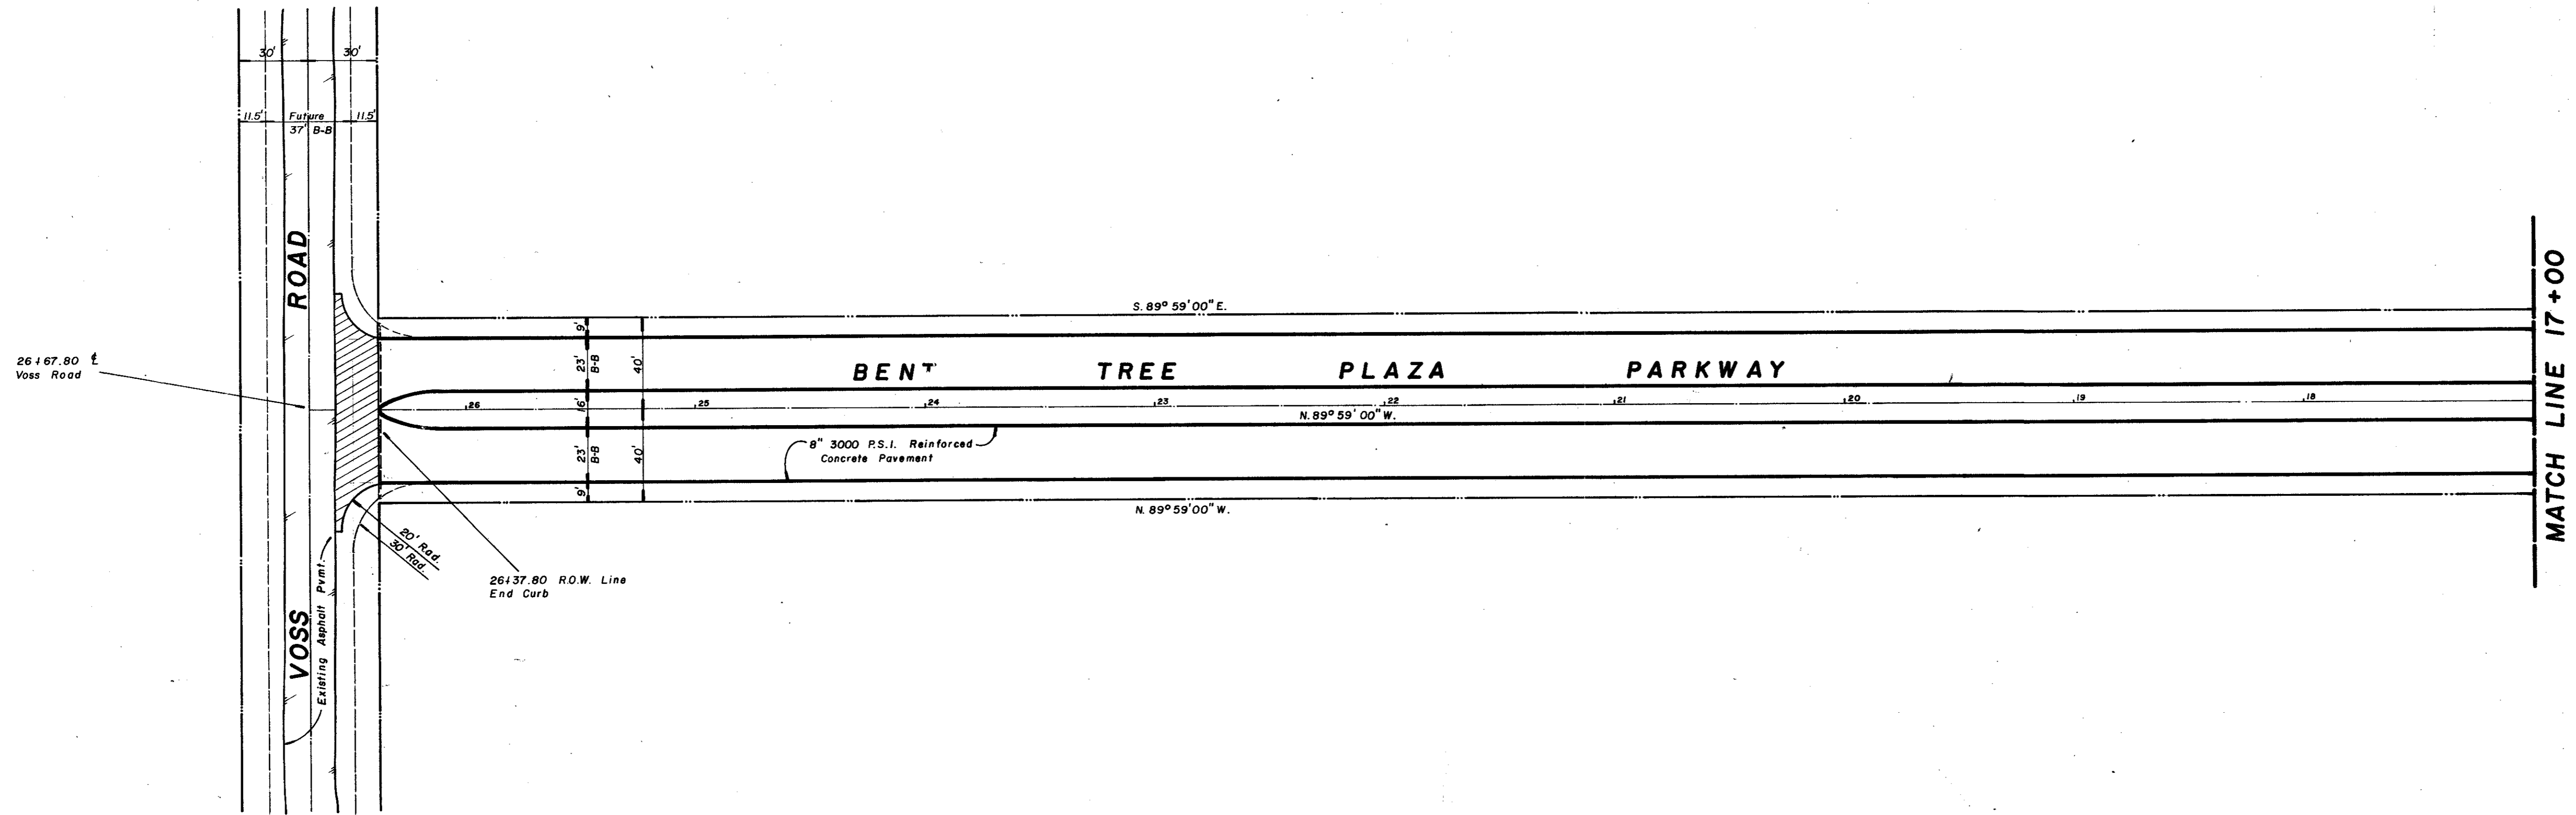 30' 30'
11.5' Future 11.5'
37' B-B
VOSS ROAD
26+67.80 ℄
Voss Road
Existing Asphalt Pvmt.
20' Rad.
30' Rad.
26+37.80 R.O.W. Line
End Curb
9'
23' B-B
16'
23' B-B
9'
40'
40'
S. 89° 59' 00" E.
BENT TREE PLAZA PARKWAY
26 25 24 23 22 21 20 19 18
N. 89° 59' 00" W.
8" 3000 P.S.I. Reinforced
Concrete Pavement
N. 89° 59' 00" W.
MATCH LINE 17+00